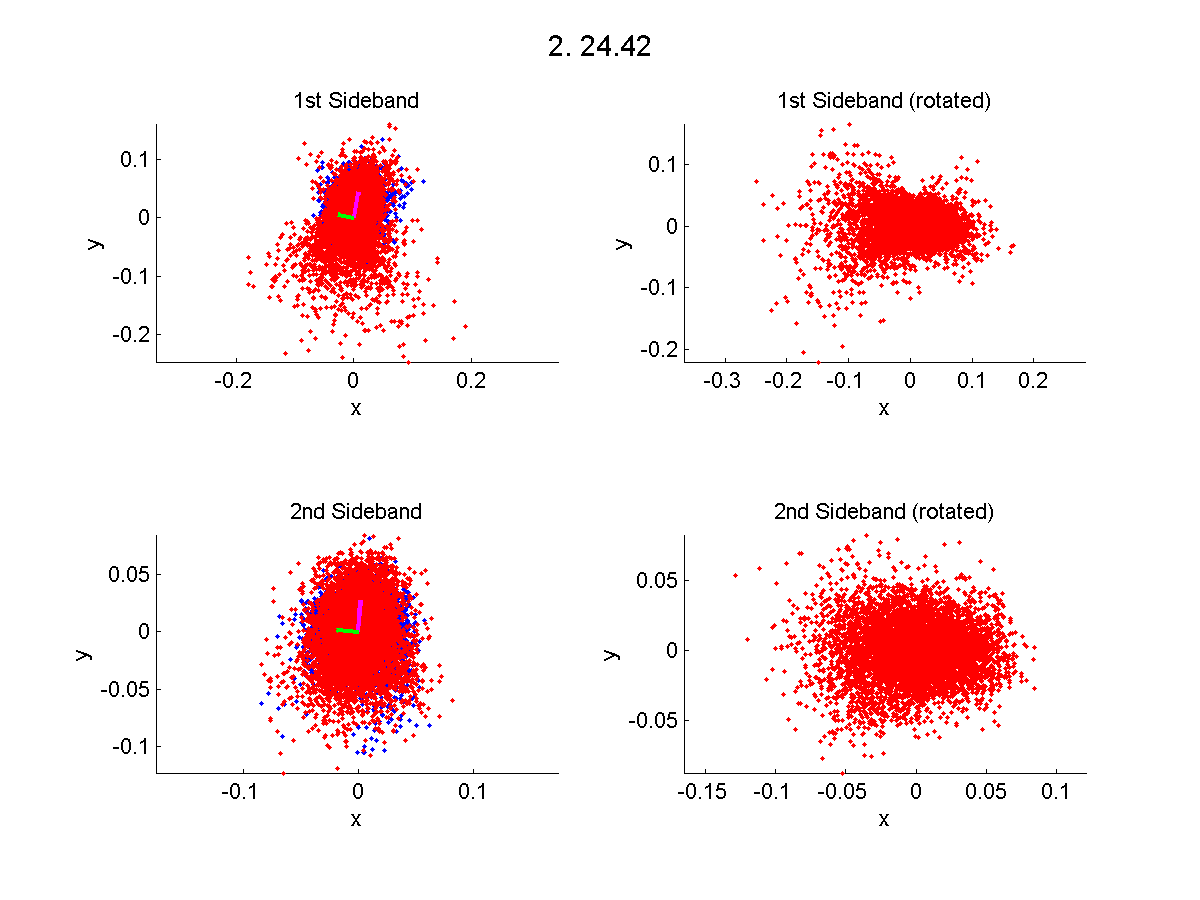 2. 24.42
1st Sideband
0.1
0
-0.1
-0.2
y
-0.2 0 0.2
x
1st Sideband (rotated)
0.1
0
-0.1
-0.2
y
-0.3 -0.2 -0.1 0 0.1 0.2
x
2nd Sideband
0.05
0
-0.05
-0.1
y
-0.1 0 0.1
x
2nd Sideband (rotated)
0.05
0
-0.05
y
-0.15 -0.1 -0.05 0 0.05 0.1
x